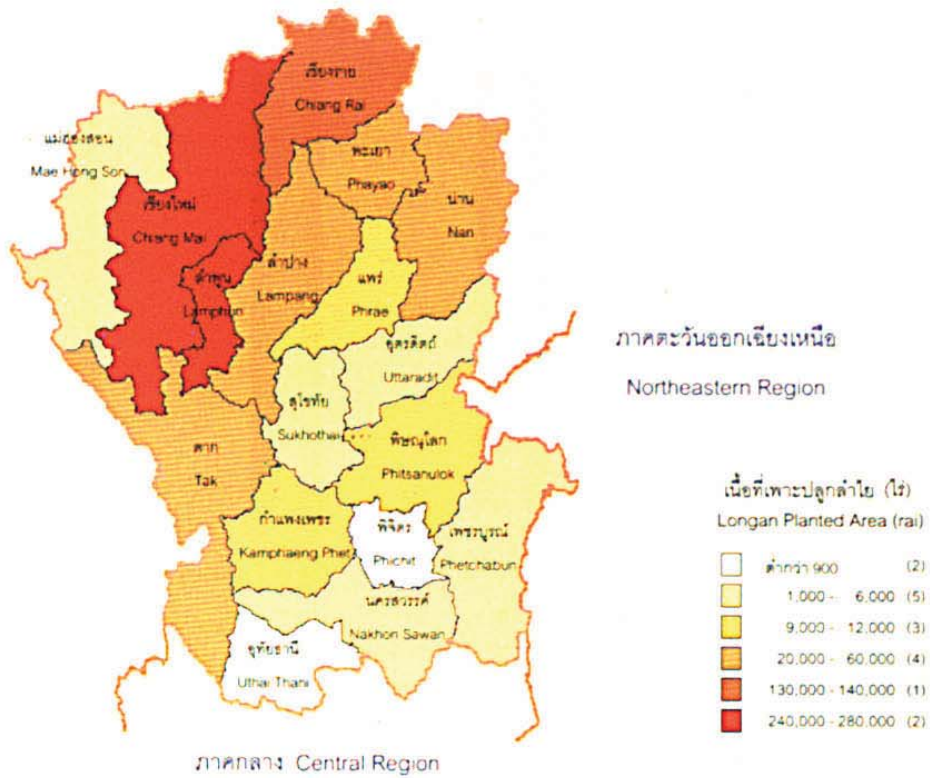 เชียงราย
Chiang Rai
แม่ฮ่องสอน
Mae Hong Son
พะเยา
Phayao
น่าน
Nan
เชียงใหม่
Chiang Mai
ลำพูน
Lamphun
ลำปาง
Lampang
แพร่
Phrae
อุตรดิตถ์
Uttaradit
ภาคตะวันออกเฉียงเหนือ
Northeastern Region
สุโขทัย
Sukhothai
ตาก
Tak
พิษณุโลก
Phitsanulok
กำแพงเพชร
Kamphaeng Phet
พิจิตร
Phichit
เพชรบูรณ์
Phetchabun
นครสวรรค์
Nakhon Sawan
อุทัยธานี
Uthai Thani
เนื้อที่เพาะปลูกลำไย (ไร่)
Longan Planted Area (rai)
ต่ำกว่า 900 (2)
1,000 - 6,000 (5)
9,000 - 12,000 (3)
20,000 - 60,000 (4)
130,000 - 140,000 (1)
240,000 - 280,000 (2)
ภาคกลาง Central Region